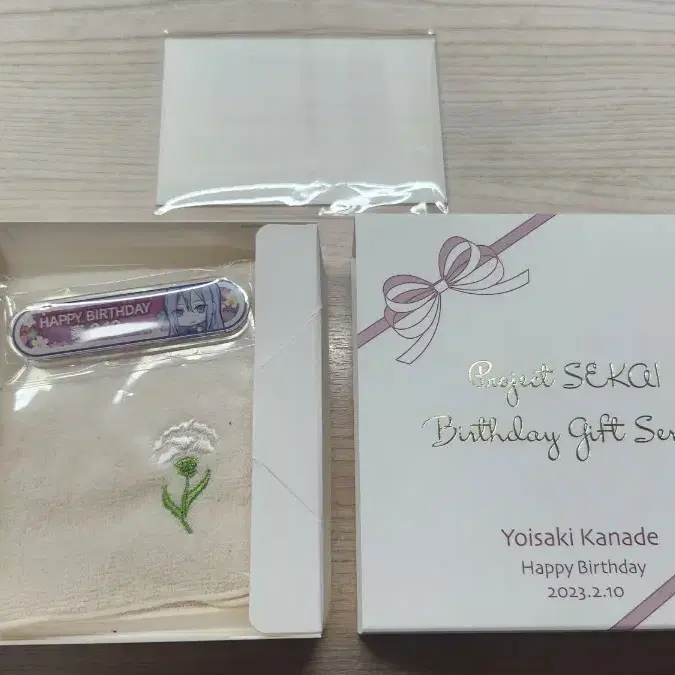 HAPPY BIRTHDAY
Project SEKAI
Birthday Gift Ser
Yoisaki Kanade
Happy Birthday
2023.2.10